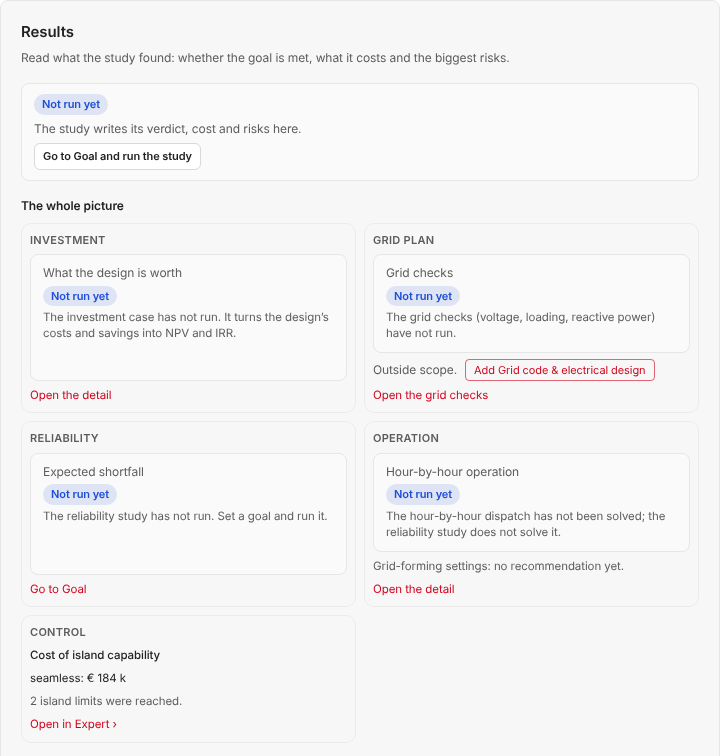 Results
Read what the study found: whether the goal is met, what it costs and the biggest risks.
Not run yet
The study writes its verdict, cost and risks here.
Go to Goal and run the study
The whole picture
INVESTMENT
What the design is worth
Not run yet
The investment case has not run. It turns the design's
costs and savings into NPV and IRR.
Open the detail
GRID PLAN
Grid checks
Not run yet
The grid checks (voltage, loading, reactive power)
have not run.
Outside scope.
Add Grid code & electrical design
Open the grid checks
RELIABILITY
Expected shortfall
Not run yet
The reliability study has not run. Set a goal and run it.
Go to Goal
OPERATION
Hour-by-hour operation
Not run yet
The hour-by-hour dispatch has not been solved; the
reliability study does not solve it.
Grid-forming settings: no recommendation yet.
Open the detail
CONTROL
Cost of island capability
seamless: € 184 k
2 island limits were reached.
Open in Expert ›